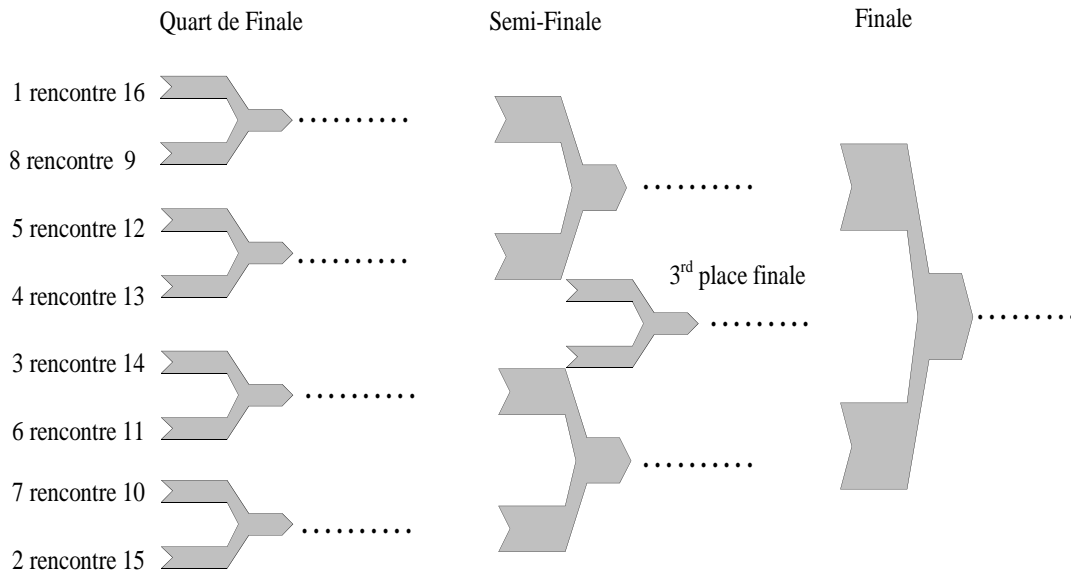 Quart de Finale
Semi-Finale
Finale
1 rencontre 16
8 rencontre 9
5 rencontre 12
4 rencontre 13
3rd place finale
3 rencontre 14
6 rencontre 11
7 rencontre 10
2 rencontre 15